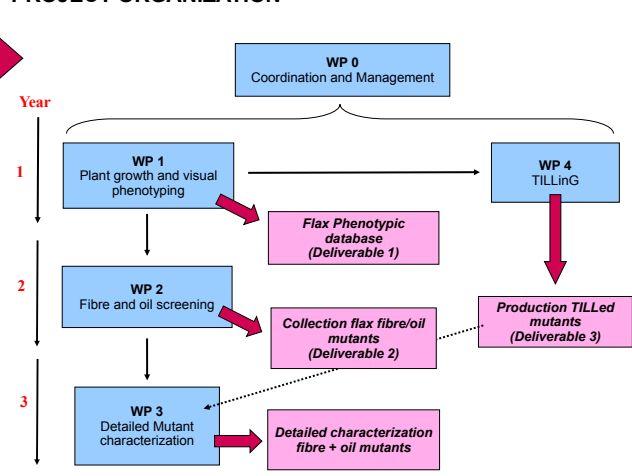 WP 0
Coordination and Management
Year
1
WP 1
Plant growth and visual
phenotyping
WP 4
TILLinG
Flax Phenotypic
database
(Deliverable 1)
2
WP 2
Fibre and oil screening
Collection flax fibre/oil
mutants
(Deliverable 2)
Production TILLed
mutants
(Deliverable 3)
3
WP 3
Detailed Mutant
characterization
Detailed characterization
fibre + oil mutants